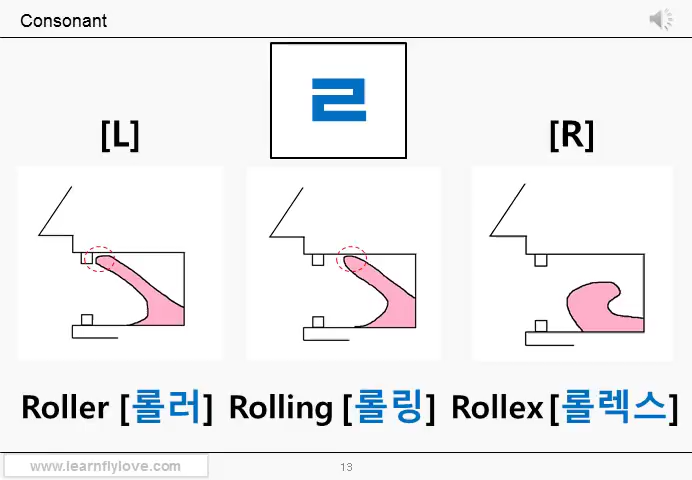 Consonant
ㄹ
[L]
[R]
Roller [롤러]
Rolling [롤링]
Rollex [롤렉스]
www.learnflylove.com
13